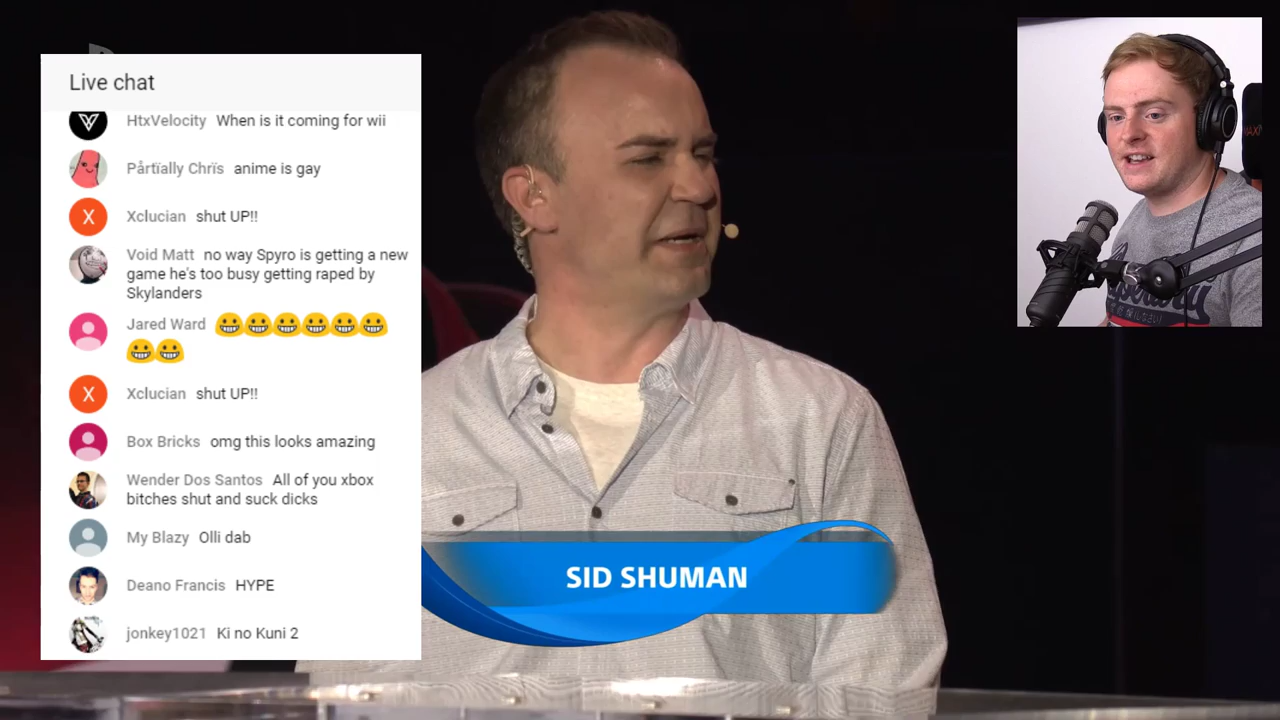 Live chat
HtxVelocity When is it coming for wii
Pårtïally Chrïs anime is gay
X
Xclucian shut UP!!
Void Matt no way Spyro is getting a new
game he's too busy getting raped by
Skylanders
Jared Ward
X
Xclucian shut UP!!
Box Bricks omg this looks amazing
Wender Dos Santos All of you xbox
bitches shut and suck dicks
My Blazy Olli dab
Deano Francis HYPE
jonkey1021 Ki no Kuni 2
SID SHUMAN